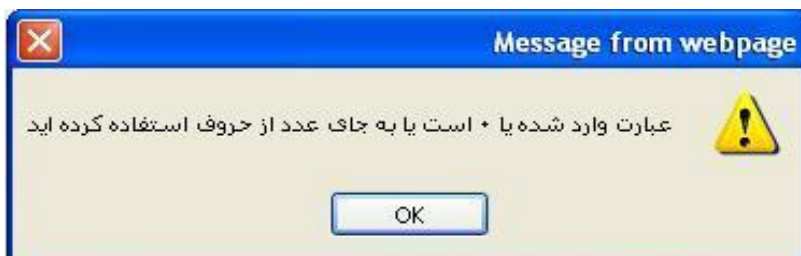 Message from webpage
عبارت وارد شده یا ۰ است یا به جای عدد از حروف استفاده کرده اید
OK